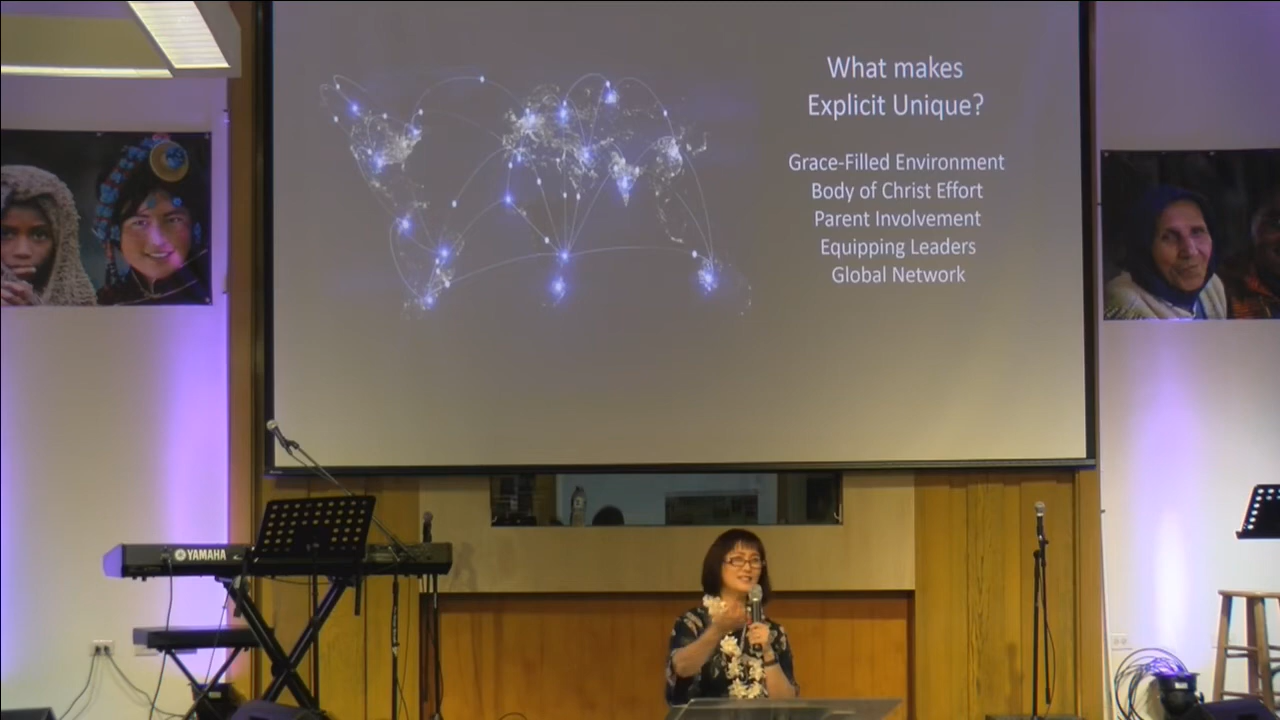 What makes
Explicit Unique?
Grace-Filled Environment
Body of Christ Effort
Parent Involvement
Equipping Leaders
Global Network
YAMAHA